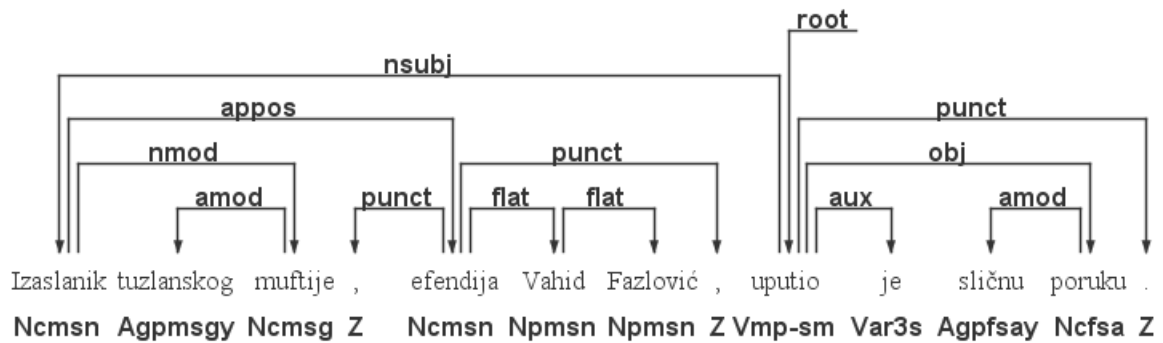 root
nsubj
appos punct
nmod punct obj
amod punct flat flat aux amod
Izaslanik tuzlanskog muftije , efendija Vahid Fazlović , uputio je sličnu poruku .
Ncmsn Agpmsgy Ncmsg Z Ncmsn Npmsn Npmsn Z Vmp-sm Var3s Agpfsay Ncfsa Z